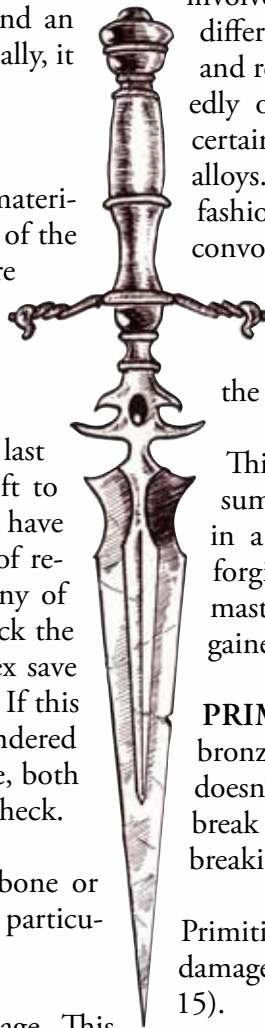 nd an
ally, it
materi-
of the
re
last
ft to
have
of re-
ny of
ck the
ex save
If this
ndered
e, both
heck.
bone or
particu-
age. This
involve
differ
and re
edly o
certain
alloys.
fashio
convo
the
Thi
sum
in a
forgi
mast
gaine
PRIM
bronz
doesn
break
breaki
Primiti
damage
15).